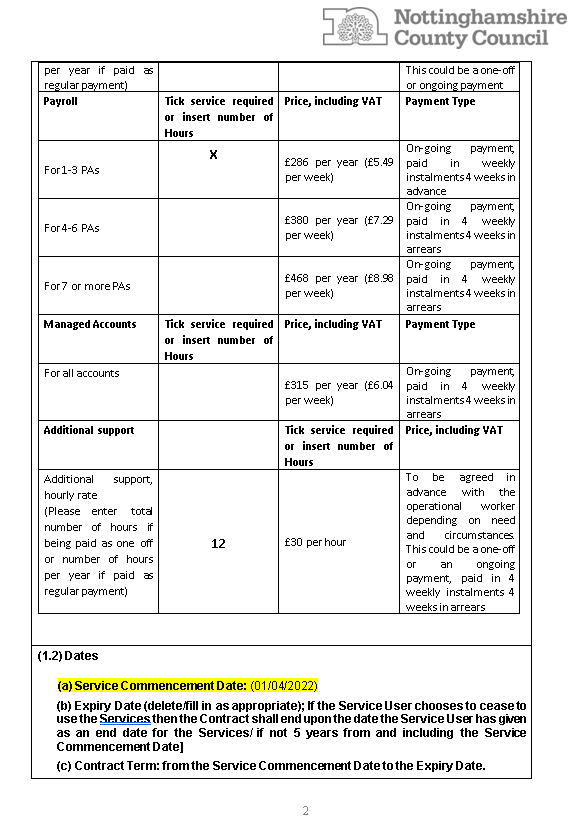 Nottinghamshire
County Council
per year if paid as
regular payment)
This could be a one-off
or ongoing payment
Payroll
Tick service required
or insert number of
Hours
Price, including VAT
Payment Type
For 1-3 PAs
X
£286 per year (£5.49
per week)
On-going payment,
paid in weekly
instalments 4 weeks in
advance
For 4-6 PAs
£380 per year (£7.29
per week)
On-going payment,
paid in 4 weekly
instalments 4 weeks in
arrears
For 7 or more PAs
£468 per year (£8.98
per week)
On-going payment,
paid in 4 weekly
instalments 4 weeks in
arrears
Managed Accounts
Tick service required
or insert number of
Hours
Price, including VAT
Payment Type
For all accounts
£315 per year (£6.04
per week)
On-going payment,
paid in 4 weekly
instalments 4 weeks in
arrears
Additional support
Tick service required
or insert number of
Hours
Price, including VAT
Additional support,
hourly rate
(Please enter total
number of hours if
being paid as one off
or number of hours
per year if paid as
regular payment)
12
£30 per hour
To be agreed in
advance with the
operational worker
depending on need
and circumstances.
This could be a one-off
or an ongoing
payment, paid in 4
weekly instalments 4
weeks in arrears
(1.2) Dates
(a) Service Commencement Date: (01/04/2022)
(b) Expiry Date (delete/fill in as appropriate); If the Service User chooses to cease to
use the Services then the Contract shall end upon the date the Service User has given
as an end date for the Services/ if not 5 years from and including the Service
Commencement Date]
(c) Contract Term: from the Service Commencement Date to the Expiry Date.
2